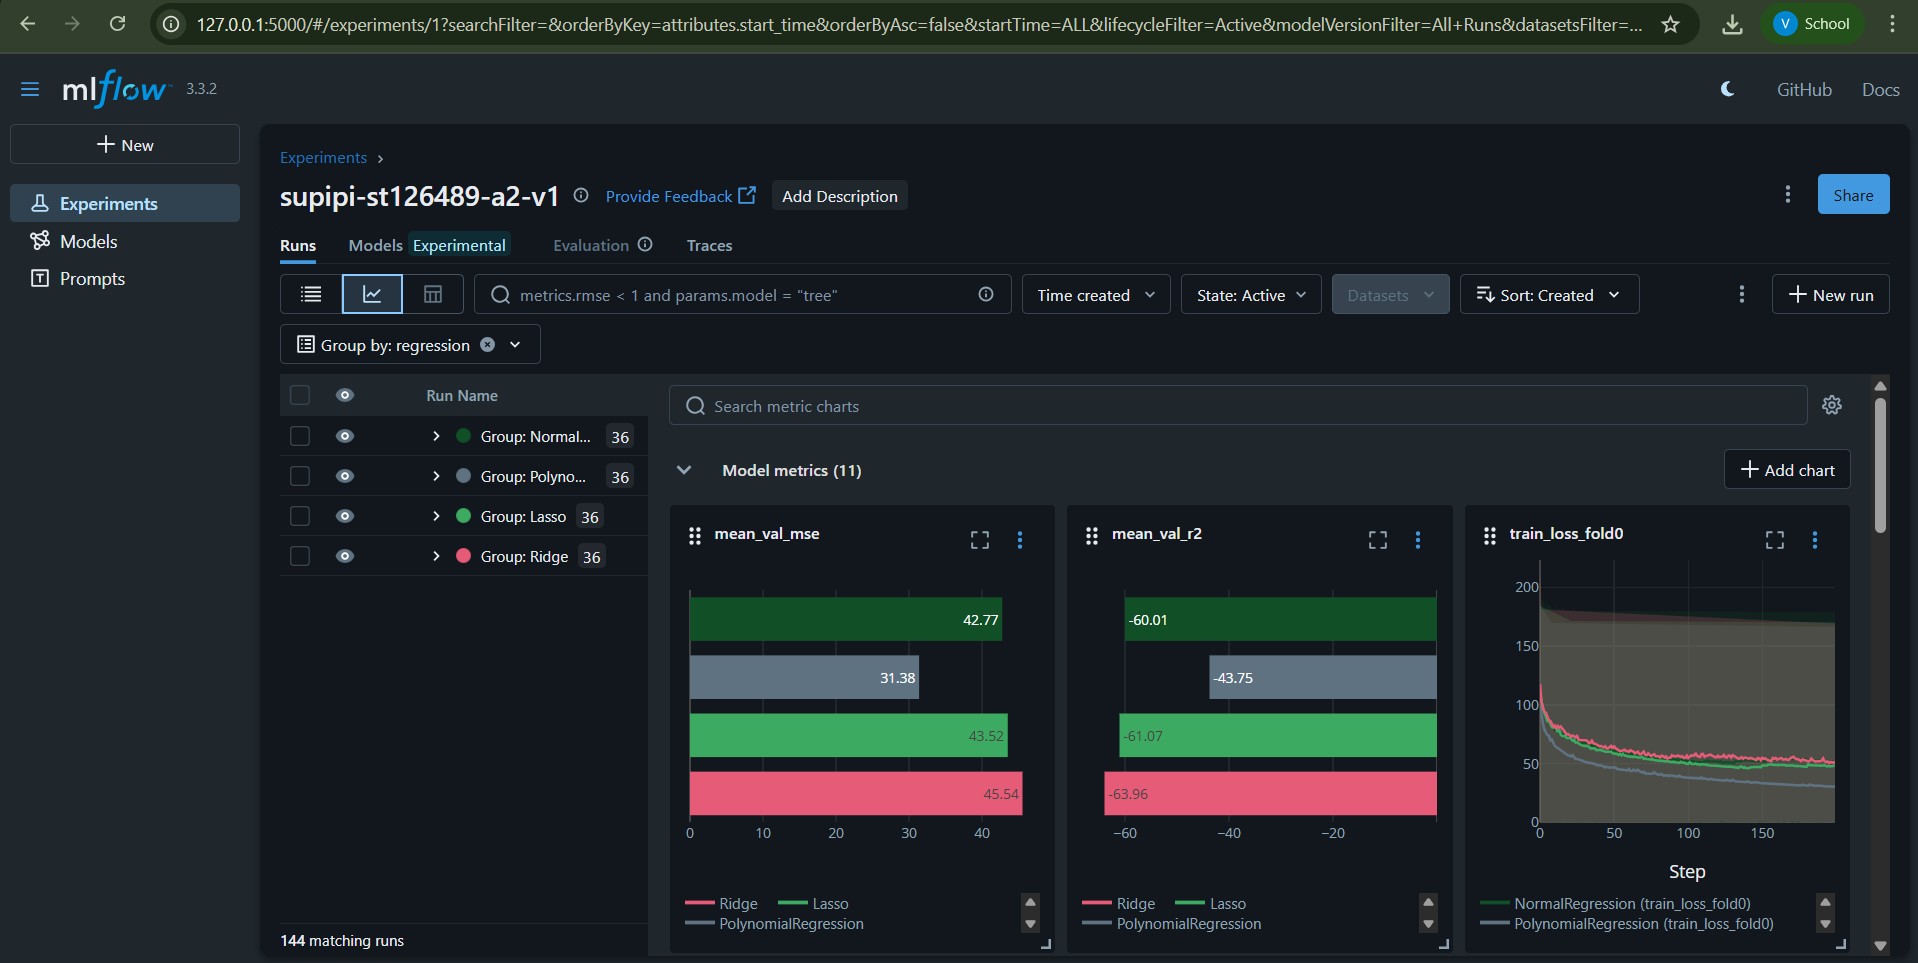 127.0.0.1:5000/#/experiments/1?searchFilter=&orderByKey=attributes.start_time&orderByAsc=false&startTime=ALL&lifecycleFilter=Active&modelVersionFilter=All+Runs&datasetsFilter=...
V School
mlflow 3.3.2
GitHub Docs
New
Experiments
Models
Prompts
Experiments
supipi-st126489-a2-v1
Provide Feedback
Add Description
Share
Runs
Models Experimental
Evaluation
Traces
metrics.rmse < 1 and params.model = "tree"
Time created
State: Active
Datasets
Sort: Created
New run
Group by: regression
Run Name
Group: Normal... 36
Group: Polyno... 36
Group: Lasso 36
Group: Ridge 36
144 matching runs
Search metric charts
Model metrics (11)
Add chart
mean_val_mse
42.77
31.38
43.52
45.54
0 10 20 30 40
Ridge Lasso
PolynomialRegression
mean_val_r2
-60.01
-43.75
-61.07
-63.96
−60 −40 −20
Ridge Lasso
PolynomialRegression
train_loss_fold0
200
150
100
50
0
0 50 100 150
Step
NormalRegression (train_loss_fold0)
PolynomialRegression (train_loss_fold0)